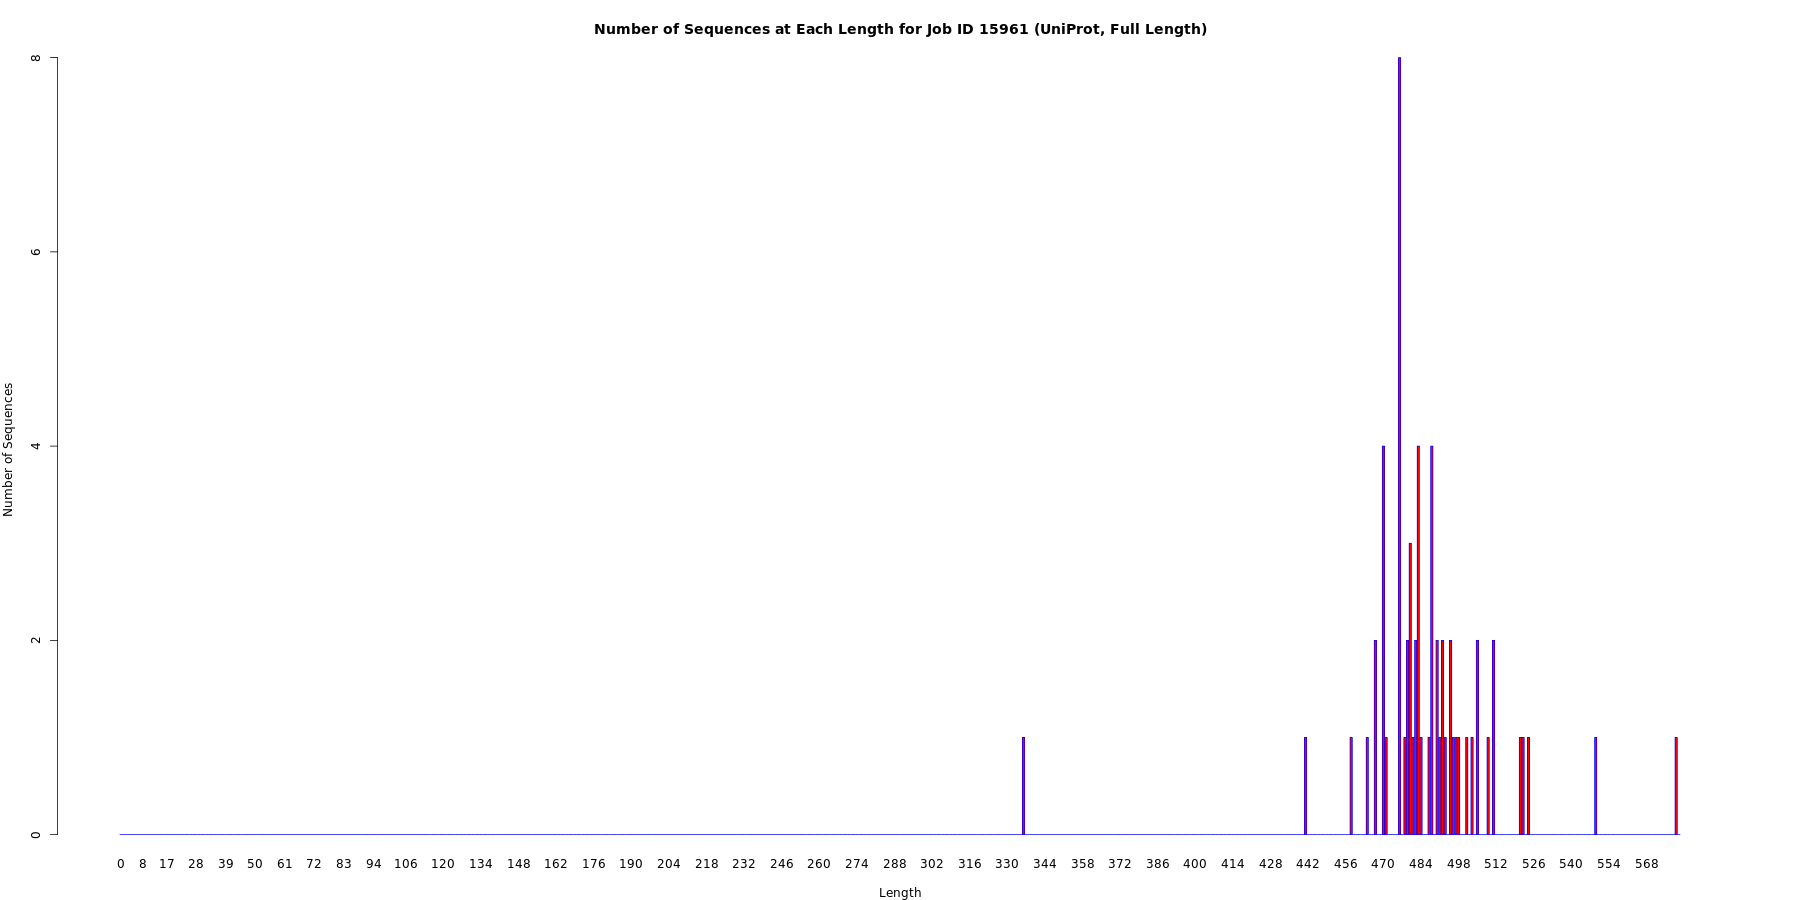 Number of Sequences at Each Length for Job ID 15961 (UniProt, Full Length)
8
6
4
2
0
Number of Sequences
0 8 17 28 39 50 61 72 83 94 106 120 134 148 162 176 190 204 218 232 246 260 274 288 302 316 330 344 358 372 386 400 414 428 442 456 470 484 498 512 526 540 554 568
Length